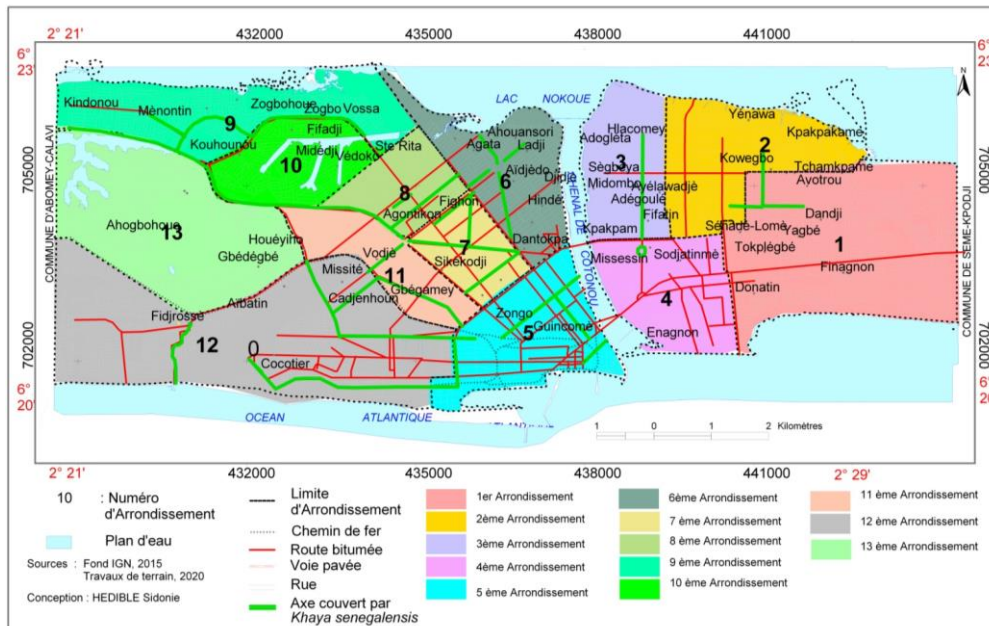 2° 21' 432000 435000 438000 441000 2° 29'
6° 23'
6° 23'
N
LAC NOKOUE
Kindonou
Mènontin
Zogbohoue
Zogbo Vossa
9
Kouhounou
Fifadji
10
Midédji
Védoko
Ste Rita
Agata
Ahouansori
Ladji
Aïdjèdo
6
Djidjè
Hindé
Adogléta
Hlacomey
3
Sègbeya
Midombo
Ayélawadjè
Adégoulé
Fifatin
Kpakpam
Yénawa
2
Kpakpakame
Kowegbo
Tchamkpame
Ayotrou
Dandji
Yagbé
Sénadé-Lomé
Tokplégbé
1
Finagnon
705000
705000
COMMUNE D'ABOMEY-CALAVI
COMMUNE DE SEME-KPODJI
8
Fighon
Agontikon
Dantokpa
7
Sikékodji
CHENAL DE COTONOU
Ahogbohoue
13
Houèyiho
Gbédégbé
Vodjè
Missité
11
Gbégamey
Cadjenhoun
Aïbatin
Fidjrossè
12
0
Cocotier
Missessin
Sodjatinmè
Donatin
4
Enagnon
Zongo
5
Guincomè
702000
702000
6° 20'
OCEAN ATLANTIQUE
1 0 1 2 Kilomètres
2° 21' 432000 435000 438000 441000 2° 29'
10 : Numéro d'Arrondissement
Plan d'eau
Sources : Fond IGN, 2015
Travaux de terrain, 2020
Conception : HEDIBLE Sidonie
Limite d'Arrondissement
Chemin de fer
Route bitumée
Voie pavée
Rue
Axe couvert par
Khaya senegalensis
1er Arrondissement
2ème Arrondissement
3ème Arrondissement
4ème Arrondissement
5 ème Arrondissement
6ème Arrondissement
7 ème Arrondissement
8 ème Arrondissement
9 ème Arrondissement
10 ème Arrondissement
11 ème Arrondissement
12 ème Arrondissement
13 ème Arrondissement